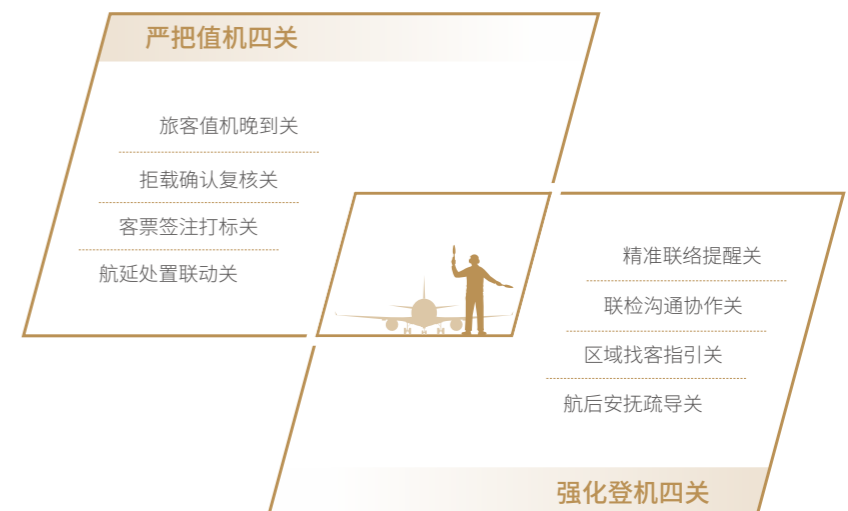 严把值机四关
旅客值机晚到关
拒载确认复核关
客票签注打标关
航延处置联动关
精准联络提醒关
联检沟通协作关
区域找客指引关
航后安抚疏导关
强化登机四关